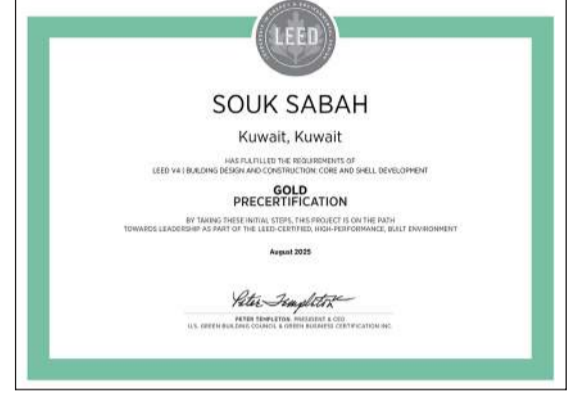 LEED
SOUK SABAH
Kuwait, Kuwait
HAS FULFILLED THE REQUIREMENTS OF
LEED V4 | BUILDING DESIGN AND CONSTRUCTION: CORE AND SHELL DEVELOPMENT
GOLD
PRECERTIFICATION
BY TAKING THESE INITIAL STEPS, THIS PROJECT IS ON THE PATH
TOWARDS LEADERSHIP AS PART OF THE LEED-CERTIFIED, HIGH-PERFORMANCE, BUILT ENVIRONMENT
August 2025
Peter Templeton
PETER TEMPLETON, PRESIDENT & CEO
U.S. GREEN BUILDING COUNCIL & GREEN BUSINESS CERTIFICATION INC.